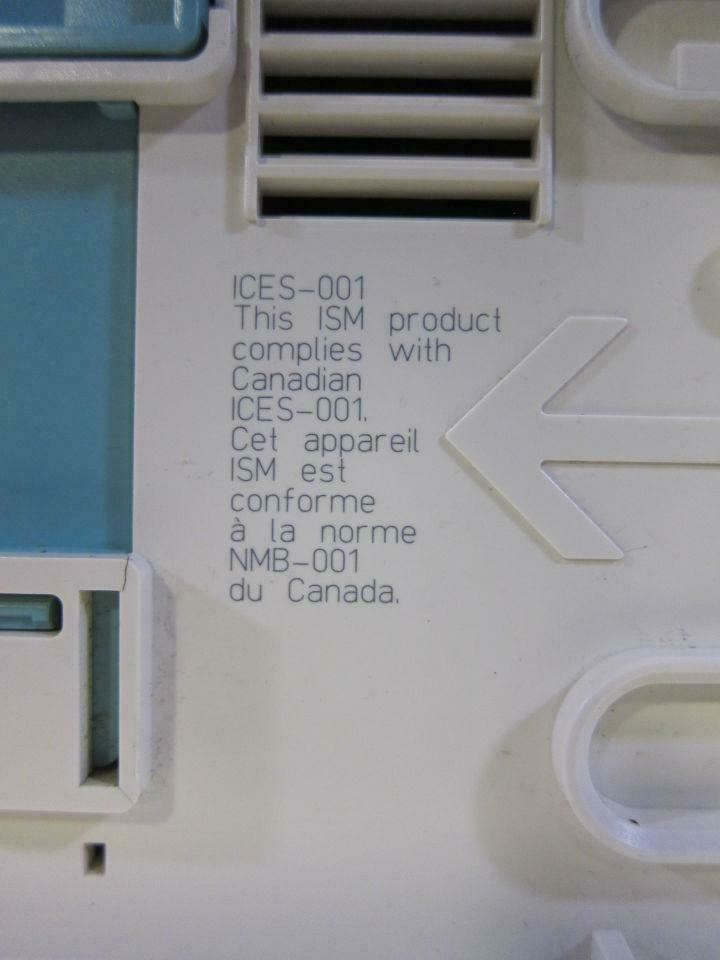 ICES-001
This ISM product
complies with
Canadian
ICES-001.
Cet appareil
ISM est
conforme
à la norme
NMB-001
du Canada.